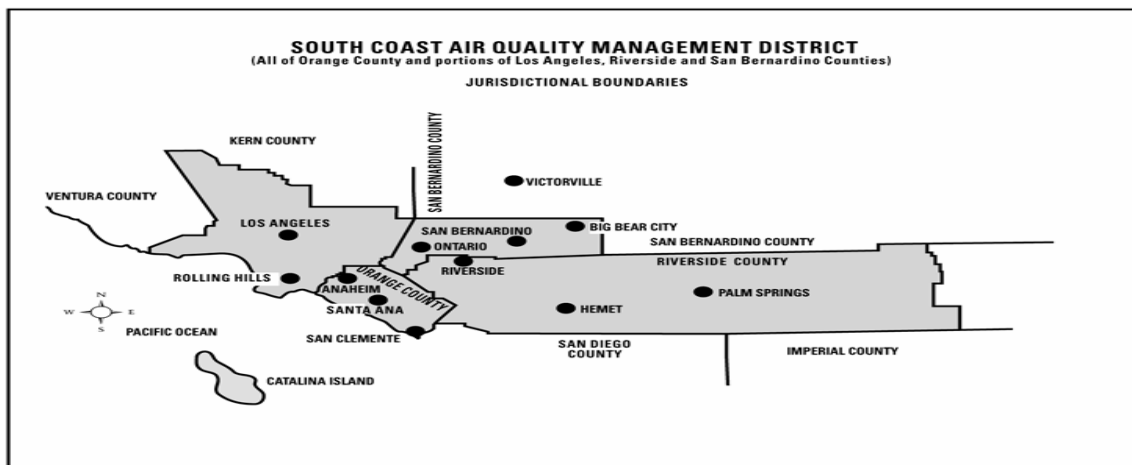 SOUTH COAST AIR QUALITY MANAGEMENT DISTRICT
(All of Orange County and portions of Los Angeles, Riverside and San Bernardino Counties)
JURISDICTIONAL BOUNDARIES
KERN COUNTY
SAN BERNARDINO COUNTY
VICTORVILLE
VENTURA COUNTY
LOS ANGELES
SAN BERNARDINO
BIG BEAR CITY
ONTARIO
SAN BERNARDINO COUNTY
RIVERSIDE
RIVERSIDE COUNTY
ROLLING HILLS
ANAHEIM
ORANGE COUNTY
PALM SPRINGS
SANTA ANA
HEMET
N
W E
S
PACIFIC OCEAN
SAN CLEMENTE
SAN DIEGO
COUNTY
IMPERIAL COUNTY
CATALINA ISLAND